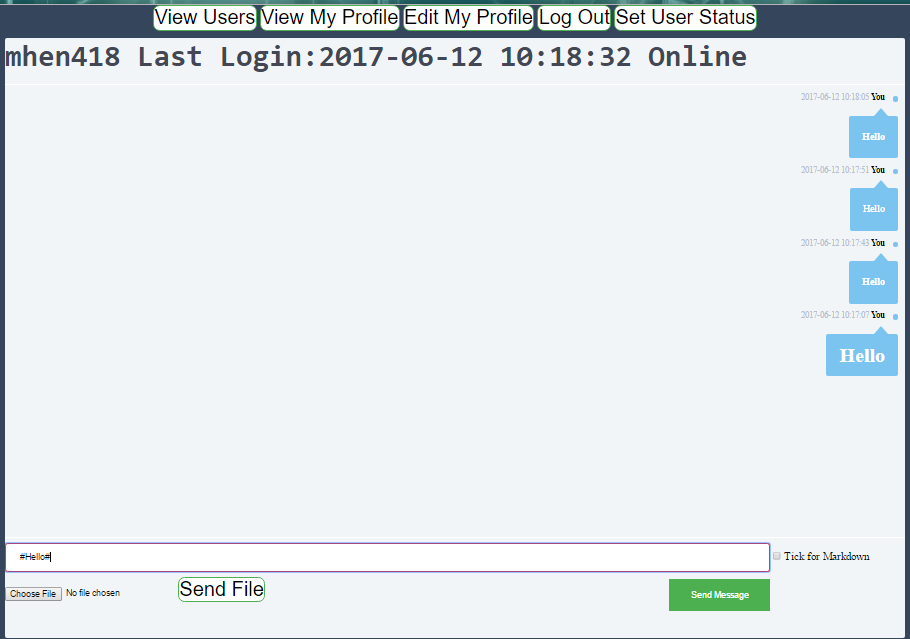 View Users View My Profile Edit My Profile Log Out Set User Status
mhen418 Last Login:2017-06-12 10:18:32 Online
2017-06-12 10:18:05 You
Hello
2017-06-12 10:17:51 You
Hello
2017-06-12 10:17:43 You
Hello
2017-06-12 10:17:07 You
Hello
#Hello# Tick for Markdown
Choose File No file chosen Send File Send Message